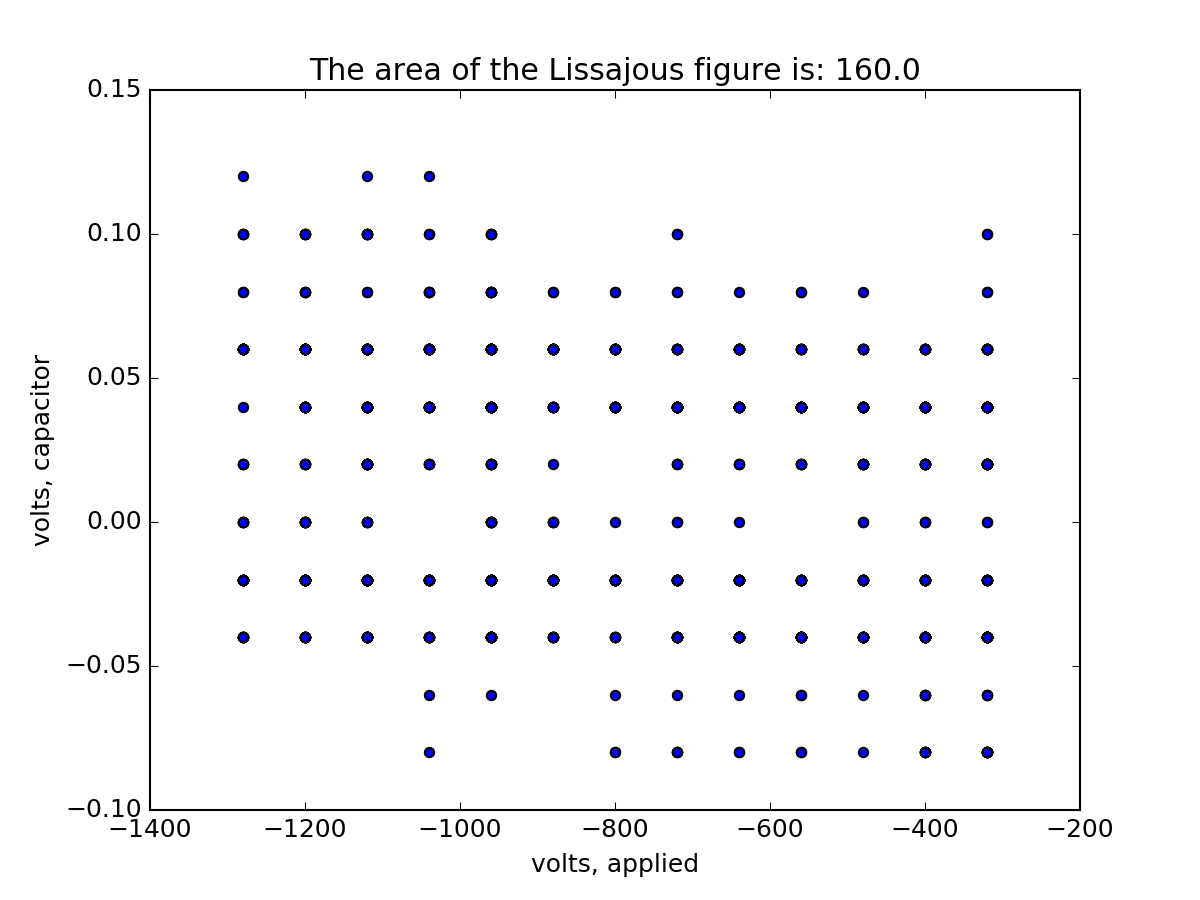 The area of the Lissajous figure is: 160.0
0.15
0.10
0.05
0.00
−0.05
−0.10
−1400 −1200 −1000 −800 −600 −400 −200
volts, capacitor
volts, applied